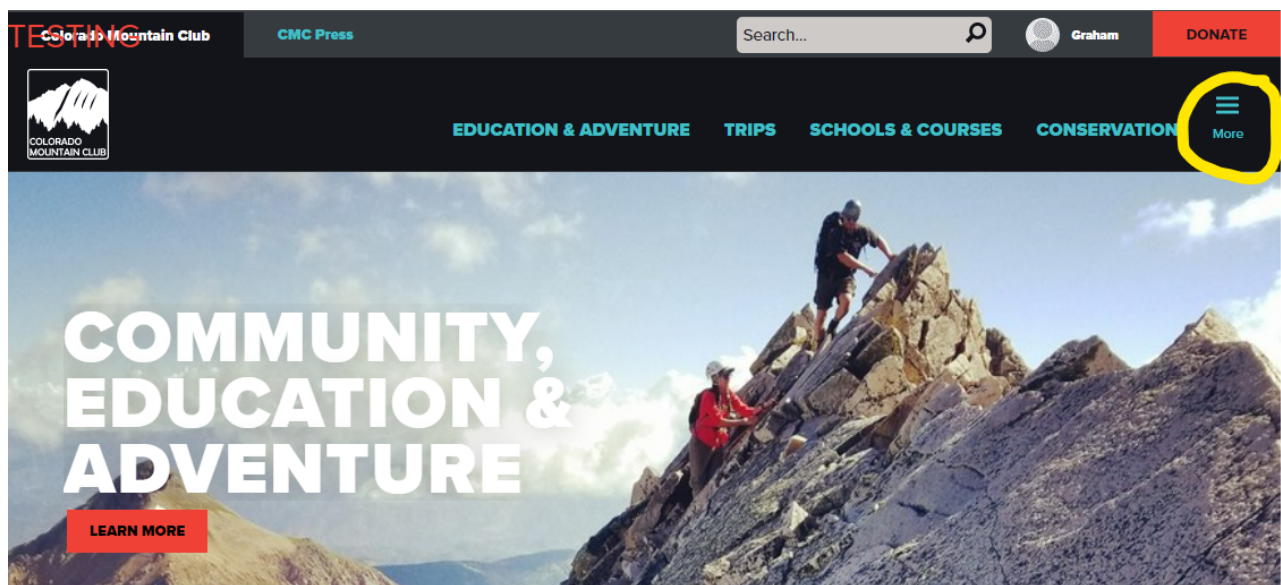 TESTING
Colorado Mountain Club CMC Press Search... Graham DONATE
COLORADO
MOUNTAIN CLUB
EDUCATION & ADVENTURE TRIPS SCHOOLS & COURSES CONSERVATION More
COMMUNITY,
EDUCATION &
ADVENTURE
LEARN MORE